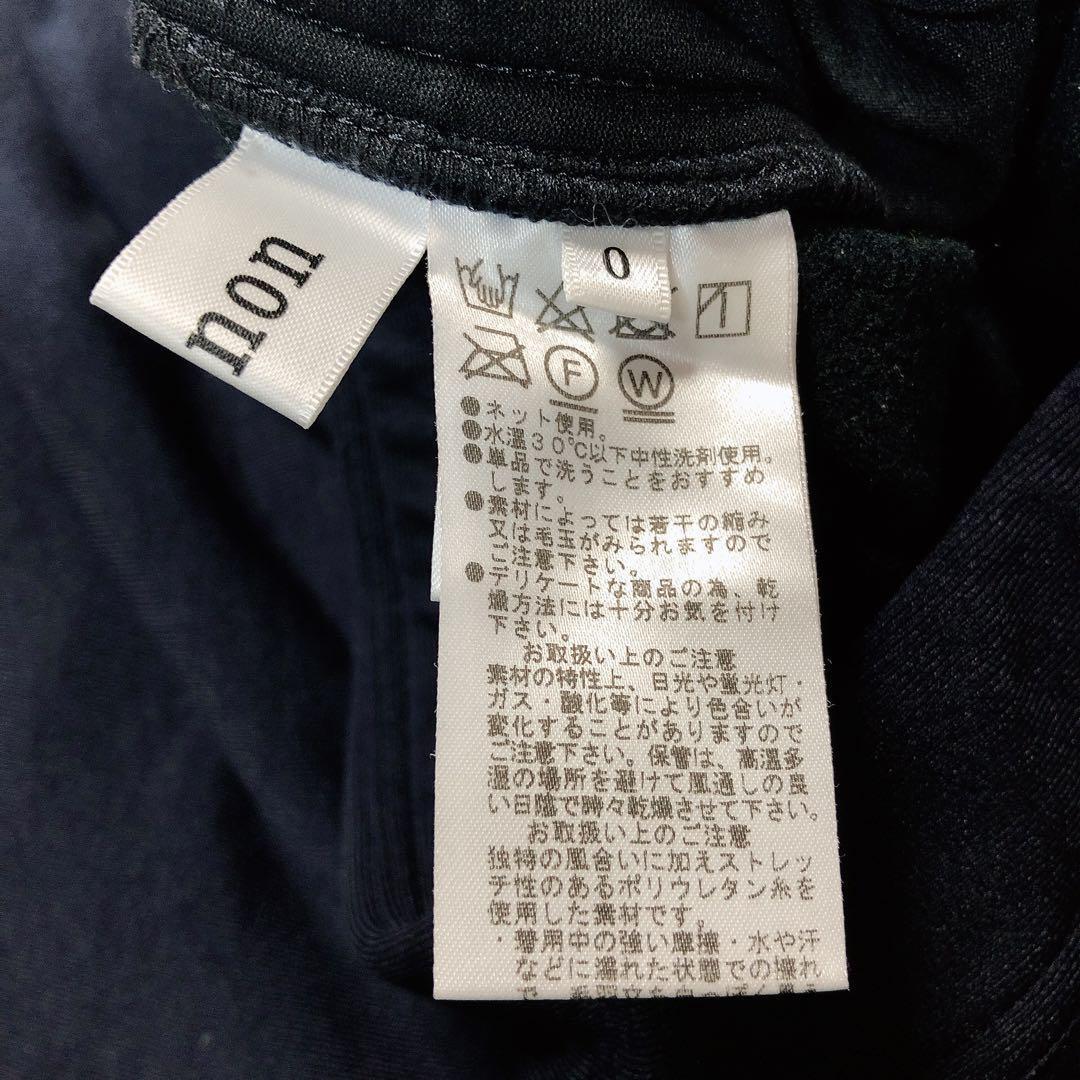 non
0
F
W
●ネット使用。
●水温30℃以下中性洗剤使用。
●単品で洗うことをおすすめ
します。
●素材によっては若干の縮み
又は毛玉がみられますので
ご注意下さい。
●デリケートな商品の為、乾
燥方法には十分お気を付け
下さい。
お取扱い上のご注意
素材の特性上、日光や蛍光灯・
ガス・酸化等により色合いが
変化することがありますので
ご注意下さい。保管は、高温多
湿の場所を避けて風通しの良
い日陰で時々乾燥させて下さい。
お取扱い上のご注意
独特の風合いに加えストレッ
チ性のあるポリウレタン糸を
使用した素材です。
・着用中の強い摩擦・水や汗
などに濡れた状態での擦れ
で、毛羽立